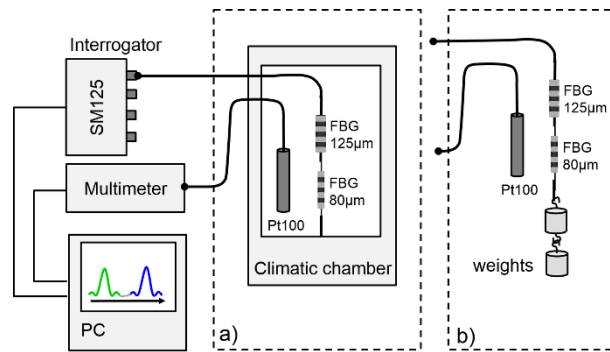 Interrogator
SM125
Multimeter
PC
a)
FBG
125μm
FBG
80μm
Pt100
Climatic chamber
b)
FBG
125μm
FBG
80μm
Pt100
weights